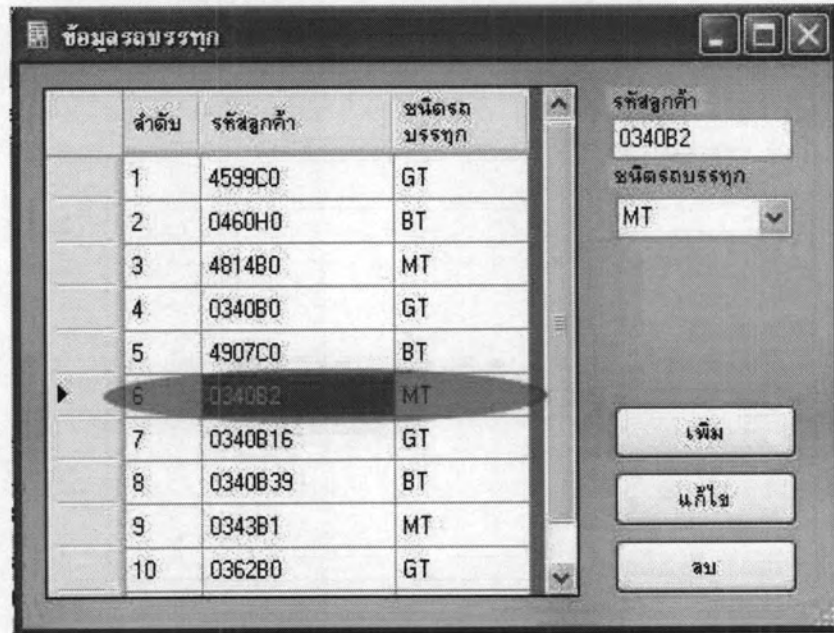 ข้อมูลรถบรรทุก
ลำดับ รหัสลูกค้า ชนิดรถ
บรรทุก
1 4599C0 GT
2 0460H0 BT
3 4814B0 MT
4 0340B0 GT
5 4907C0 BT
6 0340B2 MT
7 0340B16 GT
8 0340B39 BT
9 0343B1 MT
10 0362B0 GT
รหัสลูกค้า
0340B2
ชนิดรถบรรทุก
MT
เพิ่ม
แก้ไข
ลบ